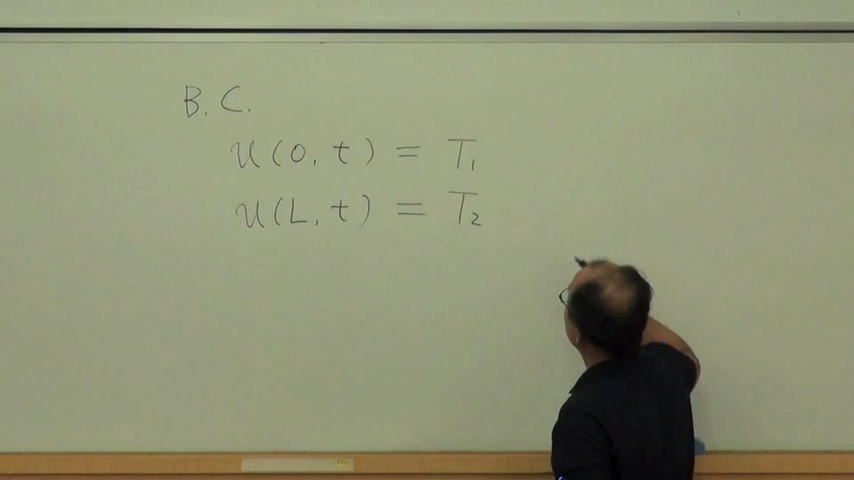 B. C.
u(0, t) = T₁
u(L, t) = T₂